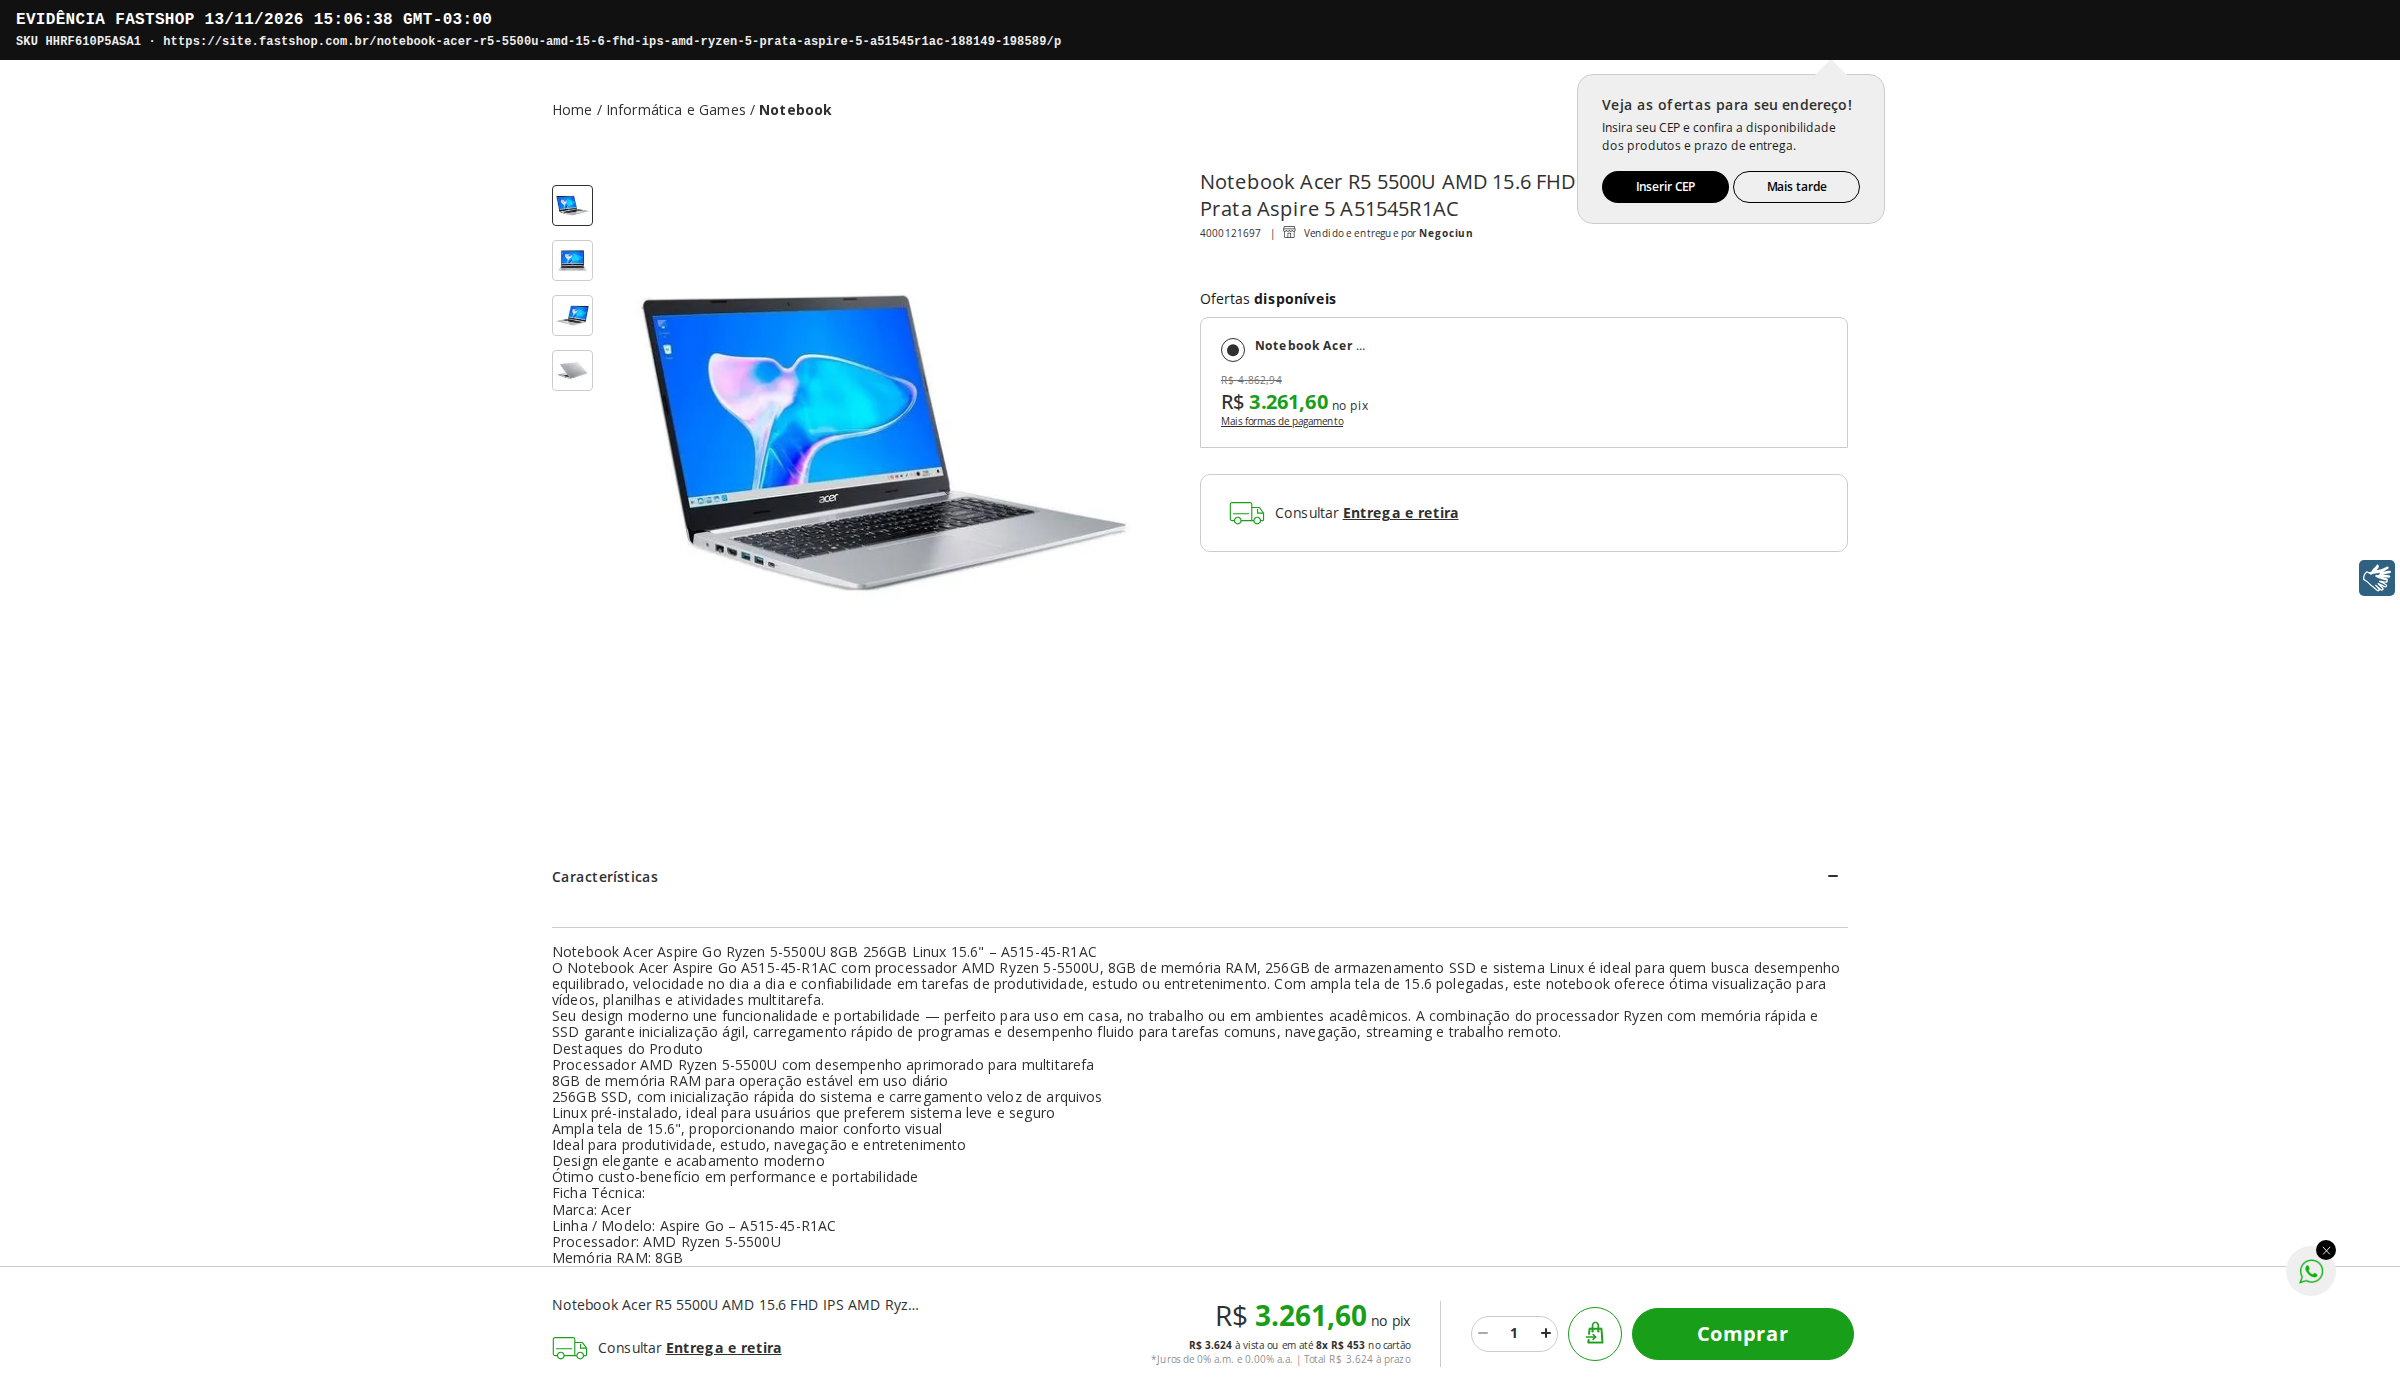 EVIDÊNCIA FASTSHOP 13/11/2026 15:06:38 GMT-03:00
SKU HHRF610P5ASA1 · https://site.fastshop.com.br/notebook-acer-r5-5500u-amd-15-6-fhd-ips-amd-ryzen-5-prata-aspire-5-a51545r1ac-188149-198589/p
Veja as ofertas para seu endereço!
Insira seu CEP e confira a disponibilidade
dos produtos e prazo de entrega.
Inserir CEP Mais tarde
Home / Informática e Games / Notebook
Notebook Acer R5 5500U AMD 15.6 FHD
Prata Aspire 5 A51545R1AC
4000121697 | Vendido e entregue por Negociun
Ofertas disponíveis
Notebook Acer ...
R$ 4.862,94
R$ 3.261,60 no pix
Mais formas de pagamento
Consultar Entrega e retira
acer
Características
Notebook Acer Aspire Go Ryzen 5-5500U 8GB 256GB Linux 15.6" – A515-45-R1AC
O Notebook Acer Aspire Go A515-45-R1AC com processador AMD Ryzen 5-5500U, 8GB de memória RAM, 256GB de armazenamento SSD e sistema Linux é ideal para quem busca desempenho
equilibrado, velocidade no dia a dia e confiabilidade em tarefas de produtividade, estudo ou entretenimento. Com ampla tela de 15.6 polegadas, este notebook oferece ótima visualização para
vídeos, planilhas e atividades multitarefa.
Seu design moderno une funcionalidade e portabilidade — perfeito para uso em casa, no trabalho ou em ambientes acadêmicos. A combinação do processador Ryzen com memória rápida e
SSD garante inicialização ágil, carregamento rápido de programas e desempenho fluido para tarefas comuns, navegação, streaming e trabalho remoto.
Destaques do Produto
Processador AMD Ryzen 5-5500U com desempenho aprimorado para multitarefa
8GB de memória RAM para operação estável em uso diário
256GB SSD, com inicialização rápida do sistema e carregamento veloz de arquivos
Linux pré-instalado, ideal para usuários que preferem sistema leve e seguro
Ampla tela de 15.6", proporcionando maior conforto visual
Ideal para produtividade, estudo, navegação e entretenimento
Design elegante e acabamento moderno
Ótimo custo-benefício em performance e portabilidade
Ficha Técnica:
Marca: Acer
Linha / Modelo: Aspire Go – A515-45-R1AC
Processador: AMD Ryzen 5-5500U
Memória RAM: 8GB
Notebook Acer R5 5500U AMD 15.6 FHD IPS AMD Ryz...
Consultar Entrega e retira
R$ 3.261,60 no pix
R$ 3.624 à vista ou em até 8x R$ 453 no cartão
*Juros de 0% a.m. e 0.00% a.a. | Total R$ 3.624 à prazo
1
Comprar